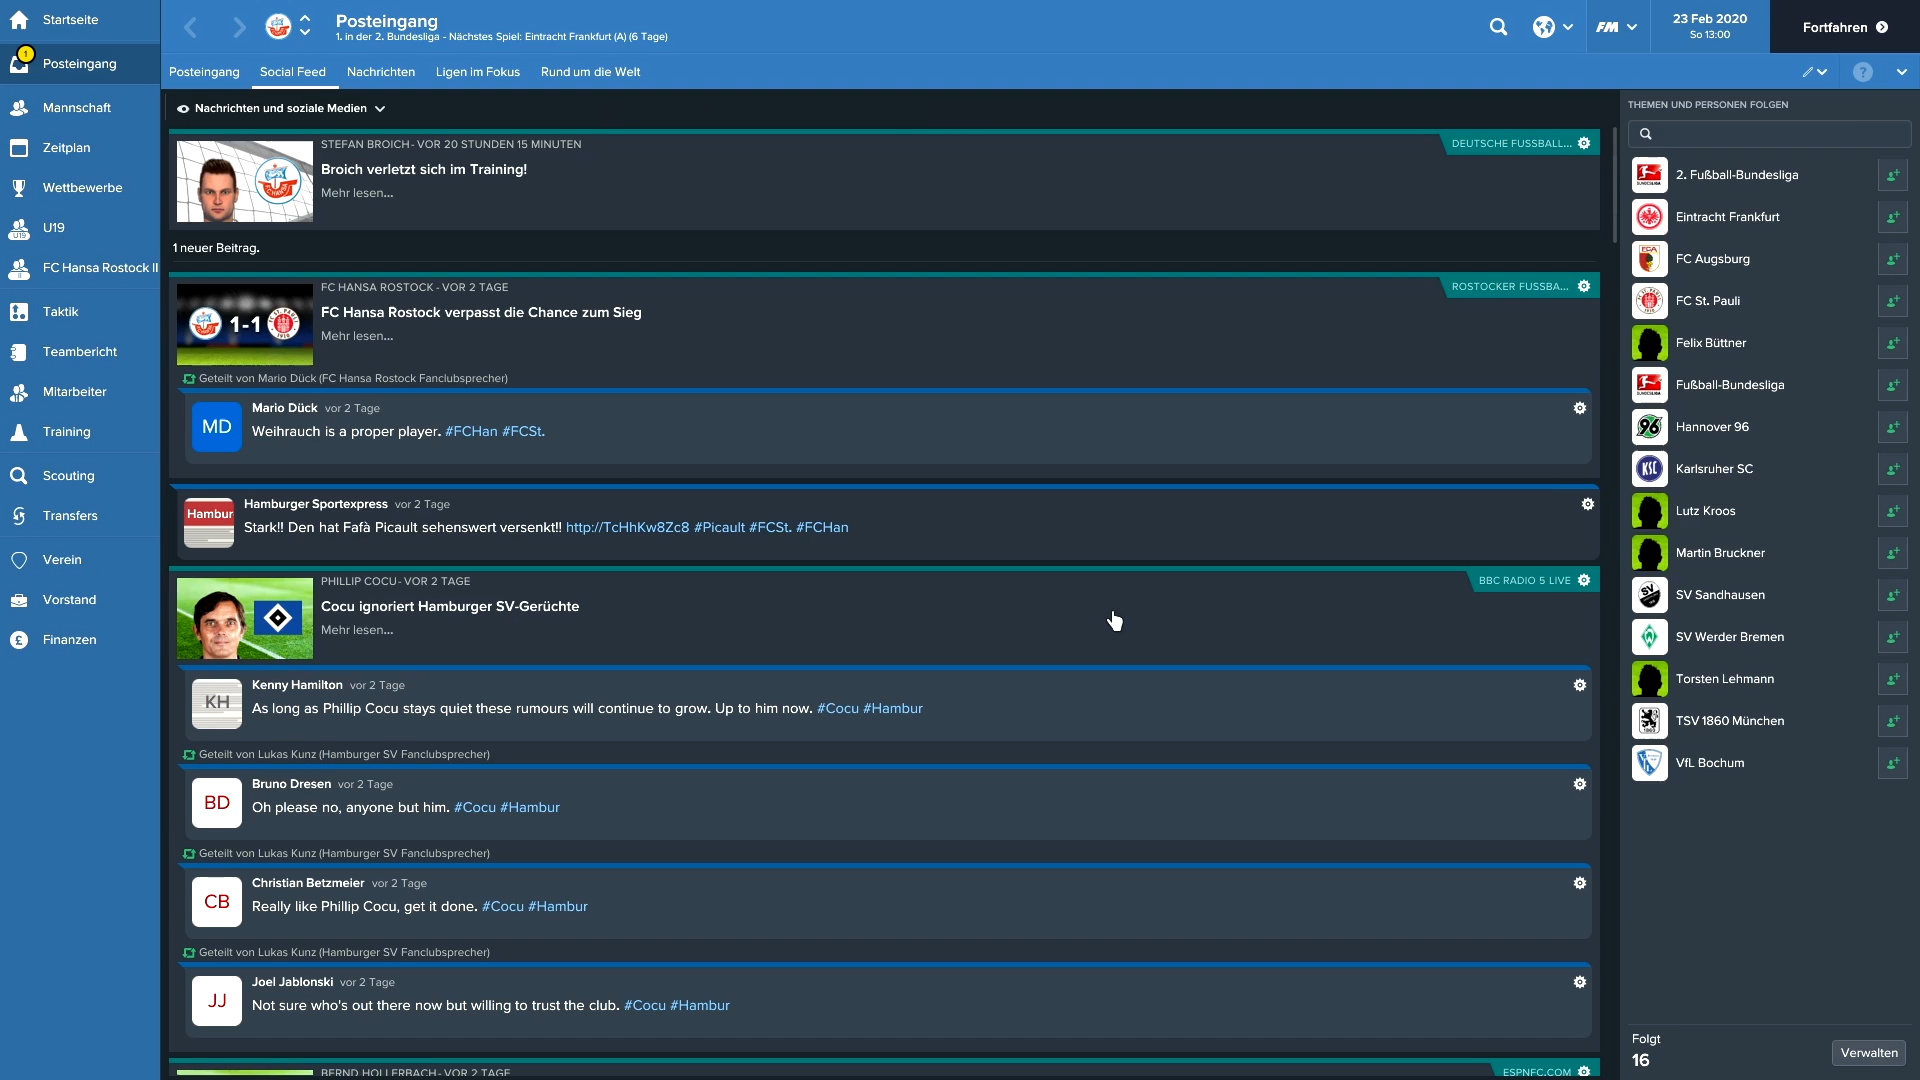 Startseite
1
Posteingang
Mannschaft
Zeitplan
Wettbewerbe
U19
U19
FC Hansa Rostock II
II
Taktik
Teambericht
Mitarbeiter
Training
Scouting
Transfers
Verein
Vorstand
£
Finanzen
Posteingang
1. in der 2. Bundesliga - Nächstes Spiel: Eintracht Frankfurt (A) (6 Tage)
FM
23 Feb 2020
So 13:00
Fortfahren
Posteingang Social Feed Nachrichten Ligen im Fokus Rund um die Welt
?
Nachrichten und soziale Medien
STEFAN BROICH- VOR 20 STUNDEN 15 MINUTEN
DEUTSCHE FUSSBALL...
Broich verletzt sich im Training!
Mehr lesen...
1 neuer Beitrag.
FC HANSA ROSTOCK - VOR 2 TAGE
ROSTOCKER FUSSBA...
1-1
FC Hansa Rostock verpasst die Chance zum Sieg
Mehr lesen...
Geteilt von Mario Dück (FC Hansa Rostock Fanclubsprecher)
MD
Mario Dück vor 2 Tage
Weihrauch is a proper player. #FCHan #FCSt.
Hambur
Hamburger Sportexpress vor 2 Tage
Stark!! Den hat Fafà Picault sehenswert versenkt!! http://TcHhKw8Zc8 #Picault #FCSt. #FCHan
PHILLIP COCU- VOR 2 TAGE
BBC RADIO 5 LIVE
Cocu ignoriert Hamburger SV-Gerüchte
Mehr lesen...
KH
Kenny Hamilton vor 2 Tage
As long as Phillip Cocu stays quiet these rumours will continue to grow. Up to him now. #Cocu #Hambur
Geteilt von Lukas Kunz (Hamburger SV Fanclubsprecher)
BD
Bruno Dresen vor 2 Tage
Oh please no, anyone but him. #Cocu #Hambur
Geteilt von Lukas Kunz (Hamburger SV Fanclubsprecher)
CB
Christian Betzmeier vor 2 Tage
Really like Phillip Cocu, get it done. #Cocu #Hambur
Geteilt von Lukas Kunz (Hamburger SV Fanclubsprecher)
JJ
Joel Jablonski vor 2 Tage
Not sure who's out there now but willing to trust the club. #Cocu #Hambur
BERND HOLLERBACH- VOR 2 TAGE
ESPNFC.COM
THEMEN UND PERSONEN FOLGEN
2. Fußball-Bundesliga
Eintracht Frankfurt
FC Augsburg
FC St. Pauli
Felix Büttner
Fußball-Bundesliga
Hannover 96
Karlsruher SC
Lutz Kroos
Martin Bruckner
SV Sandhausen
SV Werder Bremen
Torsten Lehmann
TSV 1860 München
VfL Bochum
Folgt
16
Verwalten